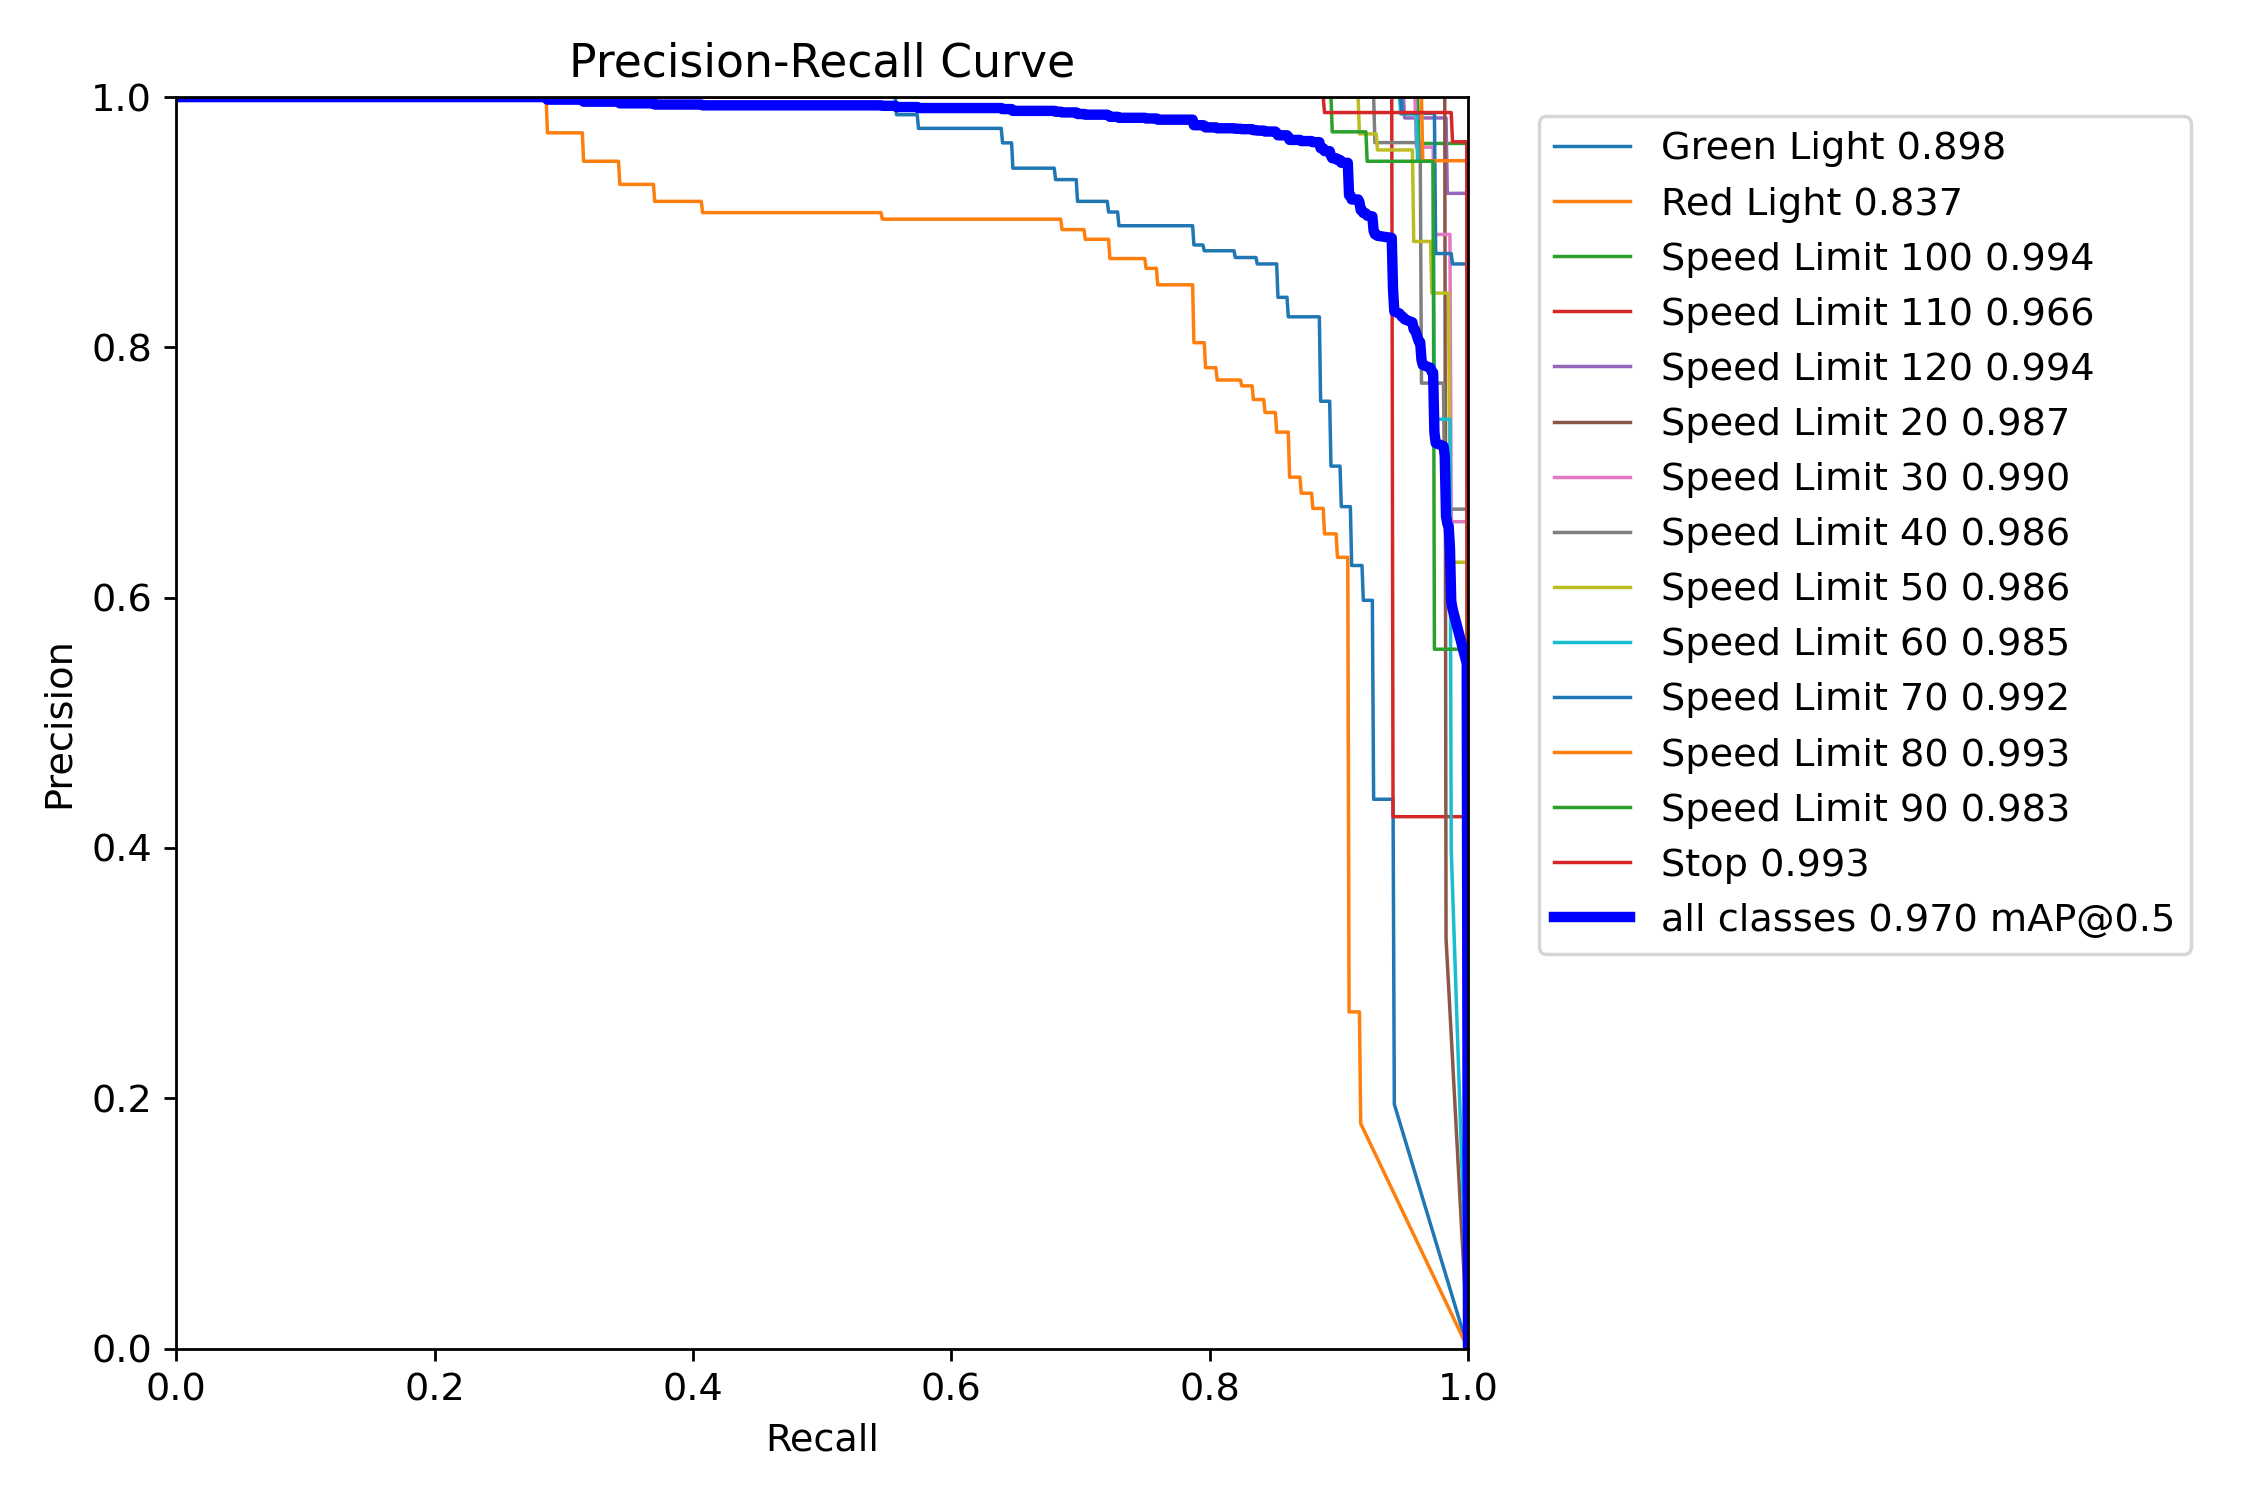 Precision-Recall Curve
1.0
0.8
0.6
0.4
0.2
0.0
Precision
0.0 0.2 0.4 0.6 0.8 1.0
Recall
Green Light 0.898
Red Light 0.837
Speed Limit 100 0.994
Speed Limit 110 0.966
Speed Limit 120 0.994
Speed Limit 20 0.987
Speed Limit 30 0.990
Speed Limit 40 0.986
Speed Limit 50 0.986
Speed Limit 60 0.985
Speed Limit 70 0.992
Speed Limit 80 0.993
Speed Limit 90 0.983
Stop 0.993
all classes 0.970 mAP@0.5